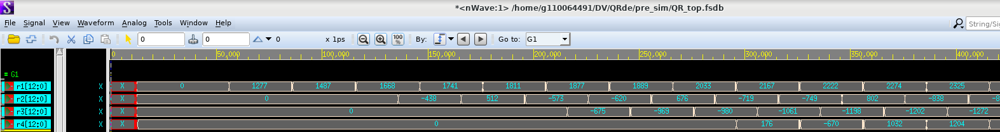 *<nWave:1> /home/g110064491/DV/QRde/pre_sim/QR_top.fsdb
File Signal View Waveform Analog Tools Window Help String/Sig
0 0 0 x 1ps 100% By: Go to: G1
0 50,000 100,000 150,000 200,000 250,000 300,000 350,000 400,000
= G1
r1[12:0] X X 0 1277 1487 1668 1741 1811 1877 1889 2033 2167 2222 2274 2325
r2[12:0] X X 0 -438 512 -573 -620 676 -719 -749 802 -838 -8
r3[12:0] X X 0 -675 -969 -980 -1061 -1198 -1202 -1272
r4[12:0] X X 0 176 -670 1032 1204